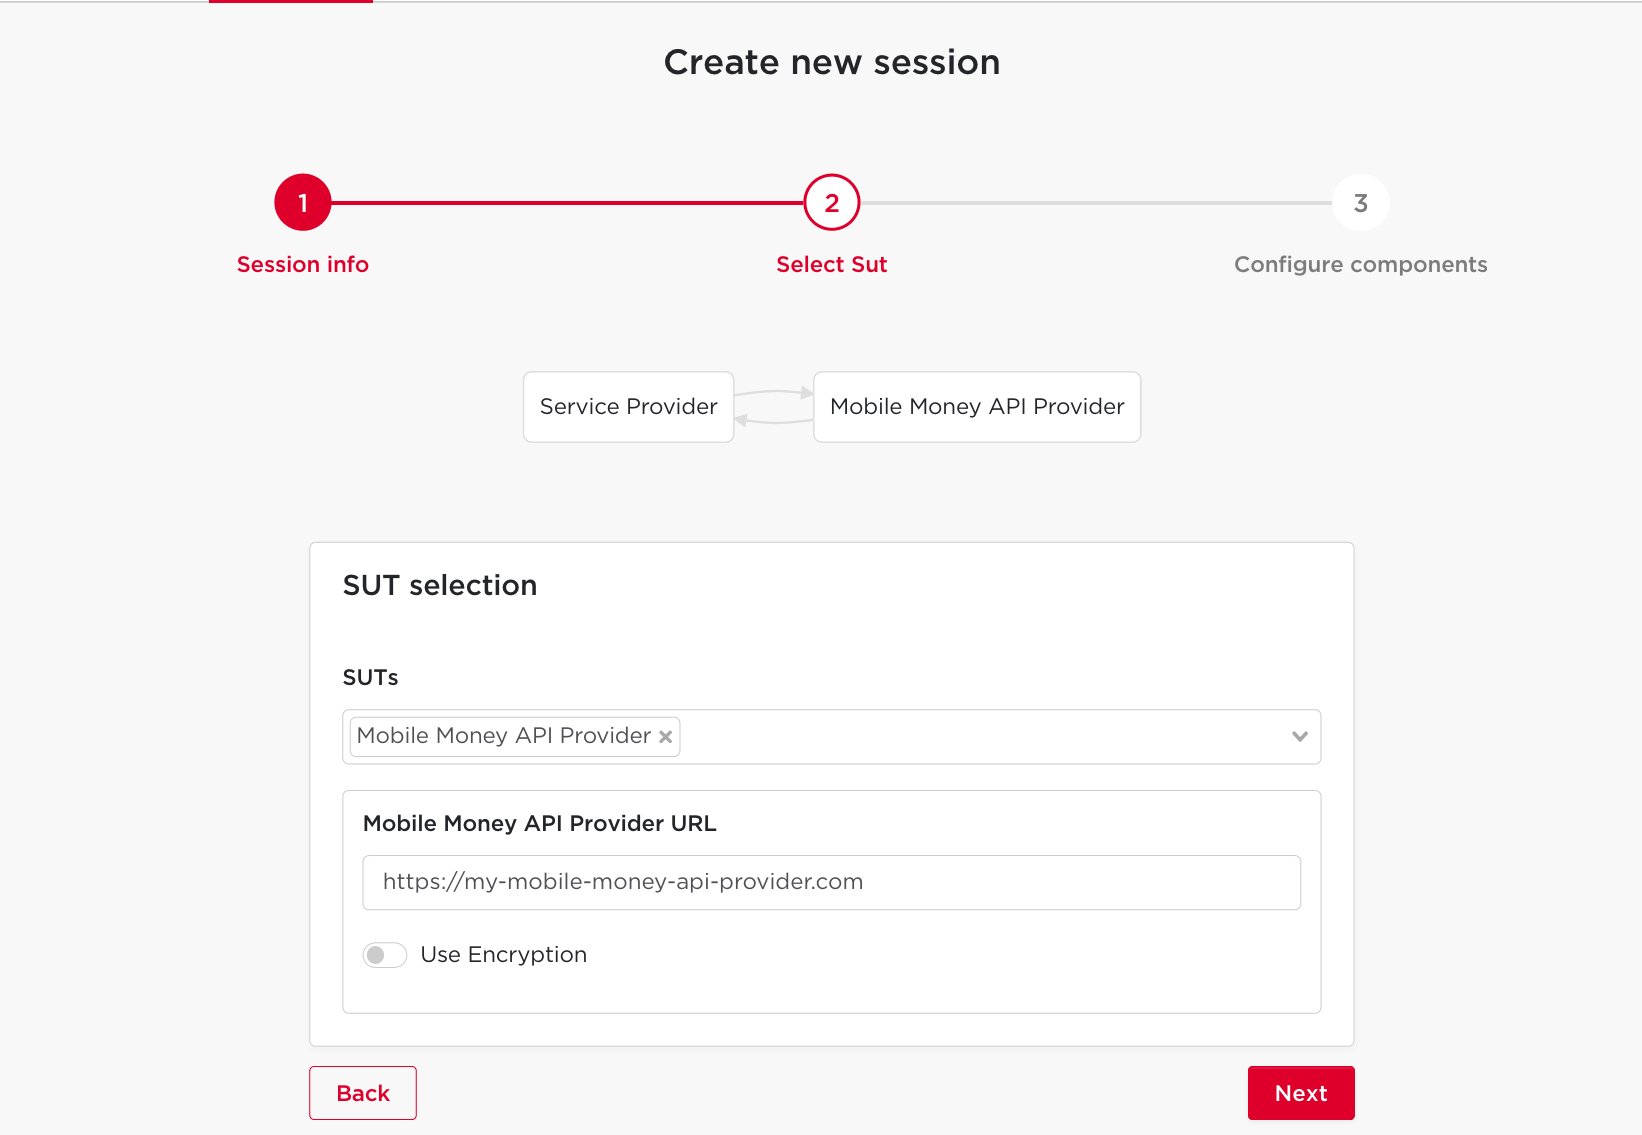 Create new session
1
2
3
Session info
Select Sut
Configure components
Service Provider
Mobile Money API Provider
SUT selection
SUTs
Mobile Money API Provider ×
Mobile Money API Provider URL
https://my-mobile-money-api-provider.com
Use Encryption
Back
Next